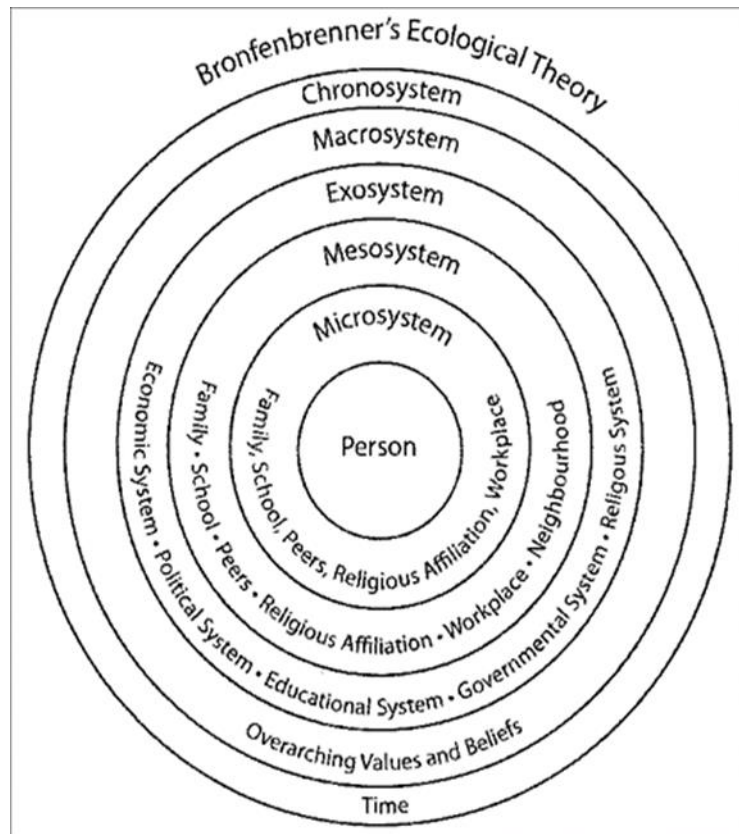 Bronfenbrenner's Ecological Theory
Chronosystem
Macrosystem
Exosystem
Mesosystem
Microsystem
Person
Family, School, Peers, Religious Affiliation, Workplace
Family • School • Peers • Religious Affiliation • Workplace • Neighbourhood
Economic System • Political System • Educational System • Governmental System • Religous System
Overarching Values and Beliefs
Time